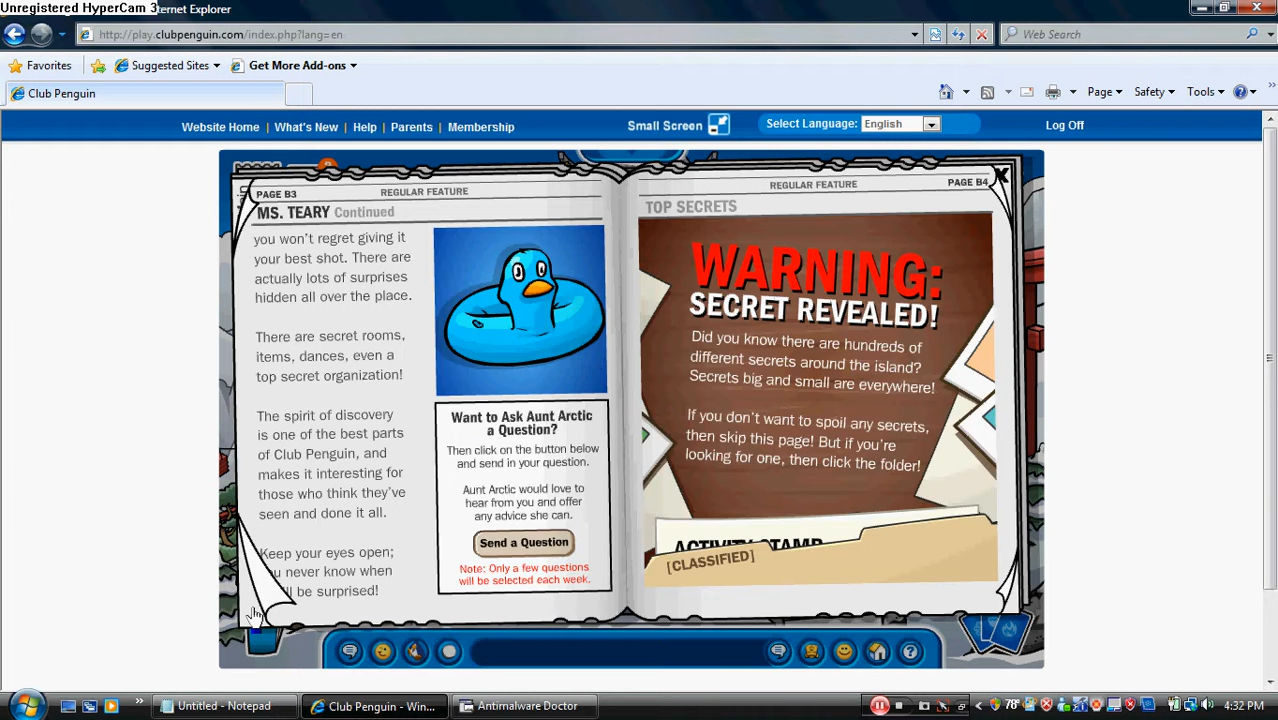 Unregistered HyperCam 3
ternet Explorer
http://play.clubpenguin.com/index.php?lang=en
Web Search
Favorites
Suggested Sites
Get More Add-ons
Club Penguin
Page
Safety
Tools
Website Home | What's New | Help | Parents | Membership
Small Screen
Select Language:
English
Log Off
PAGE B3
REGULAR FEATURE
MS. TEARY Continued
you won't regret giving it
your best shot. There are
actually lots of surprises
hidden all over the place.
There are secret rooms,
items, dances, even a
top secret organization!
The spirit of discovery
is one of the best parts
of Club Penguin, and
makes it interesting for
those who think they've
seen and done it all.
Keep your eyes open;
you never know when
ll be surprised!
Want to Ask Aunt Arctic
a Question?
Then click on the button below
and send in your question.
Aunt Arctic would love to
hear from you and offer
any advice she can.
Send a Question
Note: Only a few questions
will be selected each week.
REGULAR FEATURE
PAGE B4
TOP SECRETS
X
WARNING:
SECRET REVEALED!
Did you know there are hundreds of
different secrets around the island?
Secrets big and small are everywhere!
If you don't want to spoil any secrets,
then skip this page! But if you're
looking for one, then click the folder!
ACTIVITY STAMP
[CLASSIFIED]
Untitled - Notepad
Club Penguin - Win...
Antimalware Doctor
78°
4:32 PM